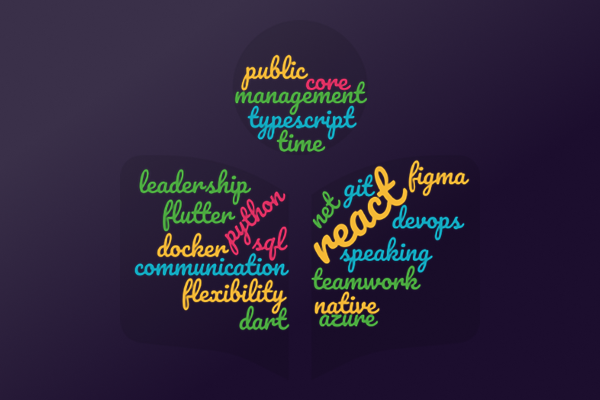 public
core
management
typescript
time
leadership
flutter
python
docker
sql
communication
flexibility
dart
net
git
react
figma
devops
speaking
teamwork
native
azure